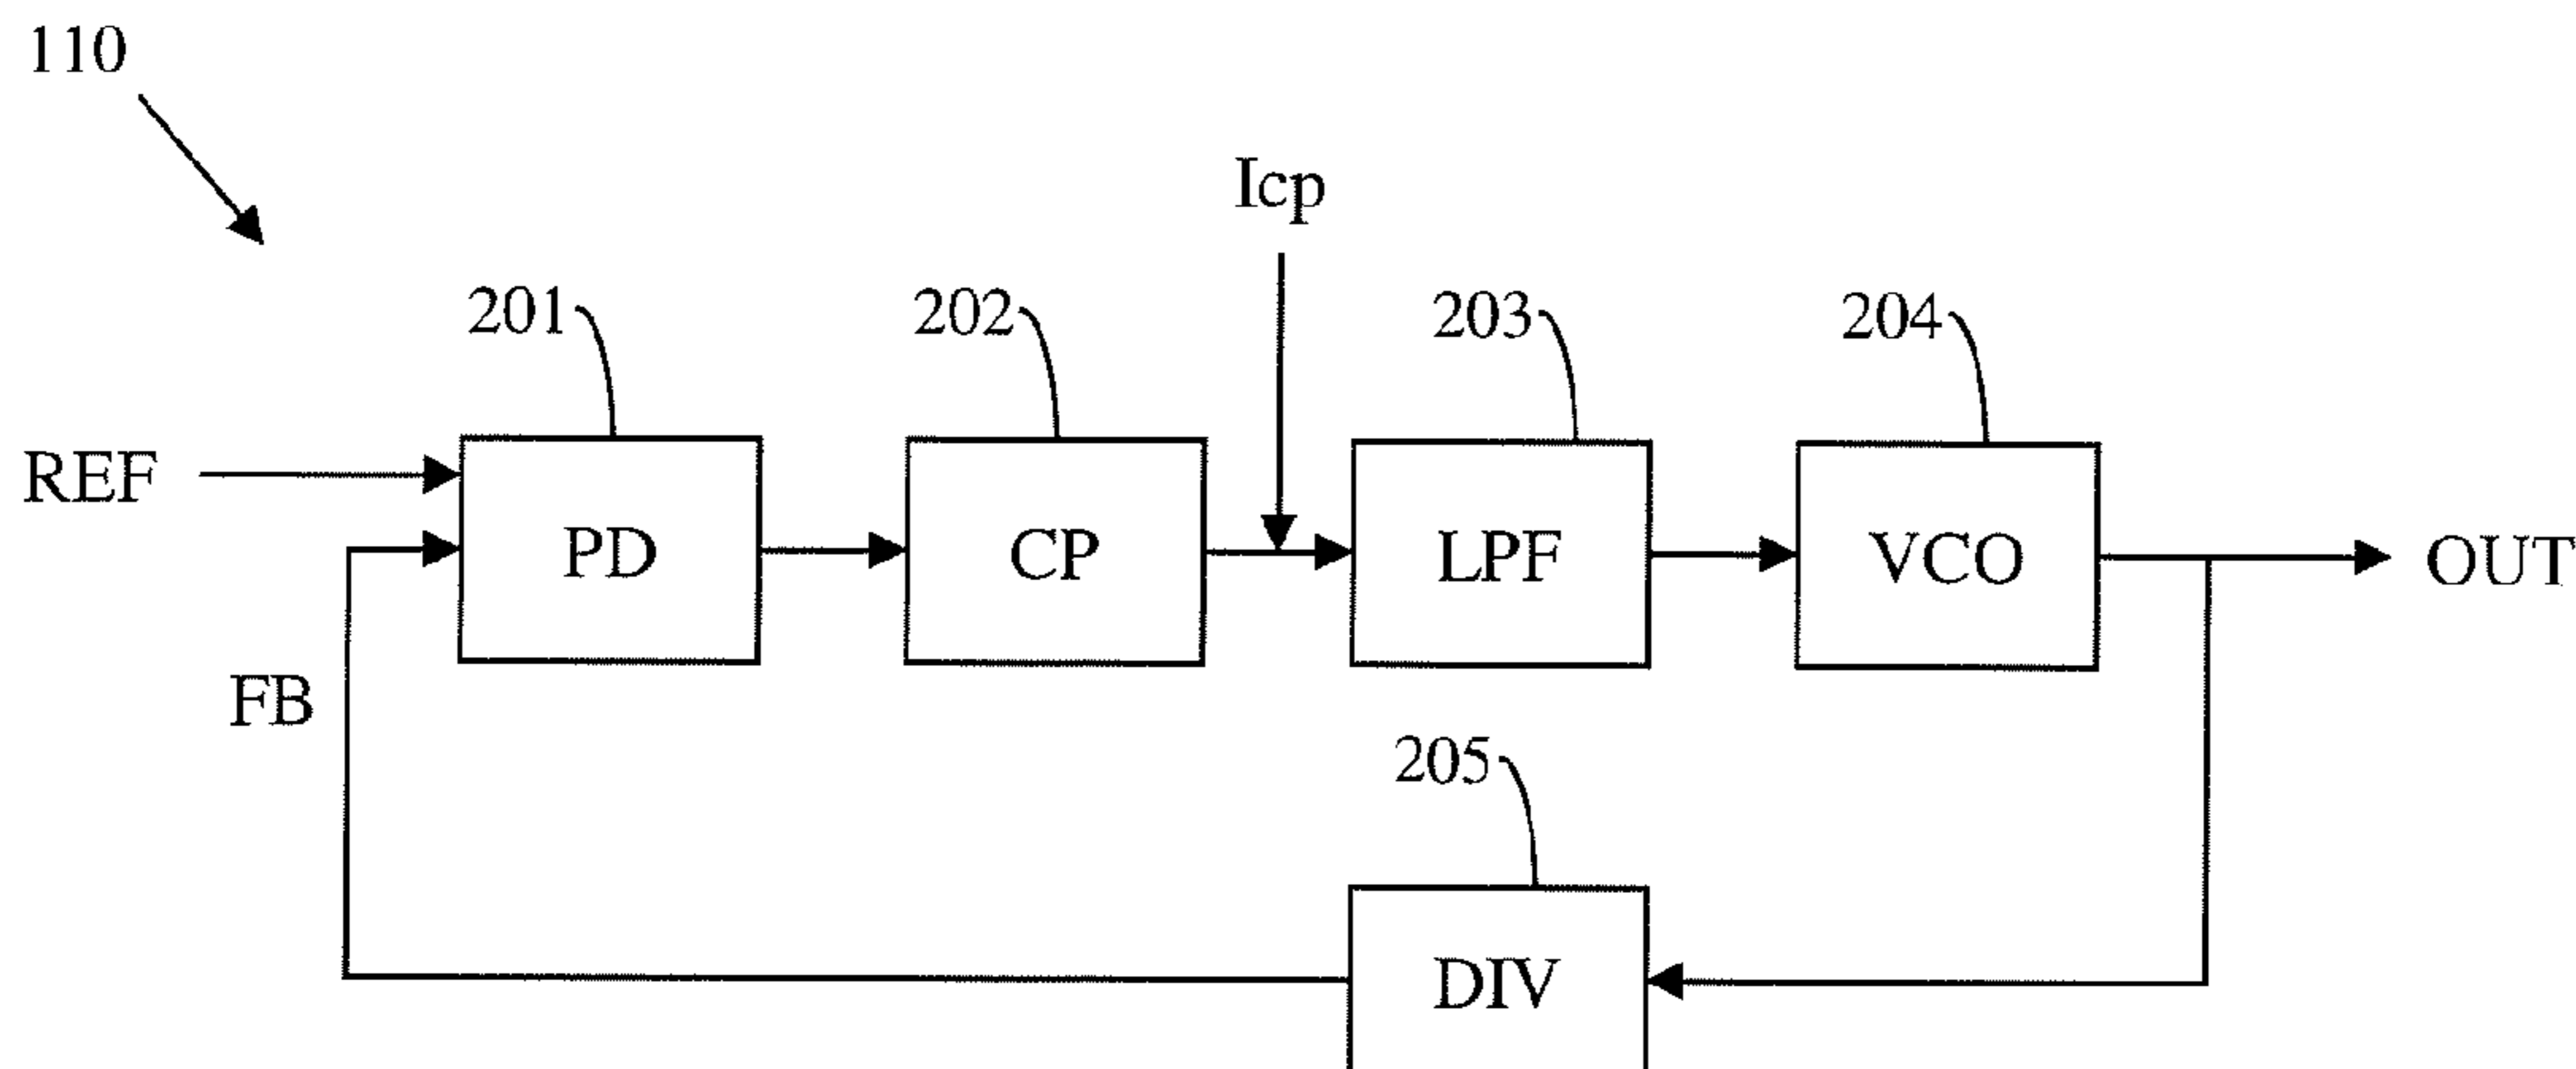 110
Icp
201
202
203
204
REF
PD
CP
LPF
VCO
OUT
FB
205
DIV